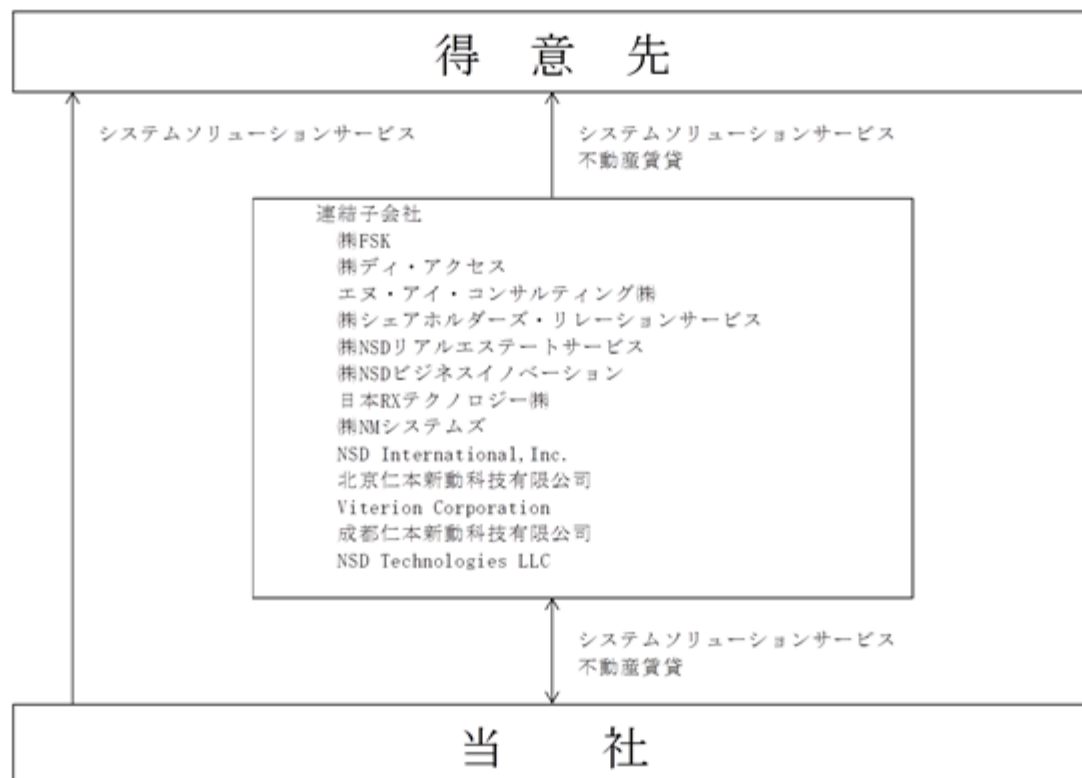 得 意 先
システムソリューションサービス
システムソリューションサービス
不動産賃貸
連結子会社
㈱FSK
㈱ディ・アクセス
エヌ・アイ・コンサルティング㈱
㈱シェアホルダーズ・リレーションサービス
㈱NSDリアルエステートサービス
㈱NSDビジネスイノベーション
日本RXテクノロジー㈱
㈱NMシステムズ
NSD International,Inc.
北京仁本新動科技有限公司
Viterion Corporation
成都仁本新動科技有限公司
NSD Technologies LLC
システムソリューションサービス
不動産賃貸
当 社